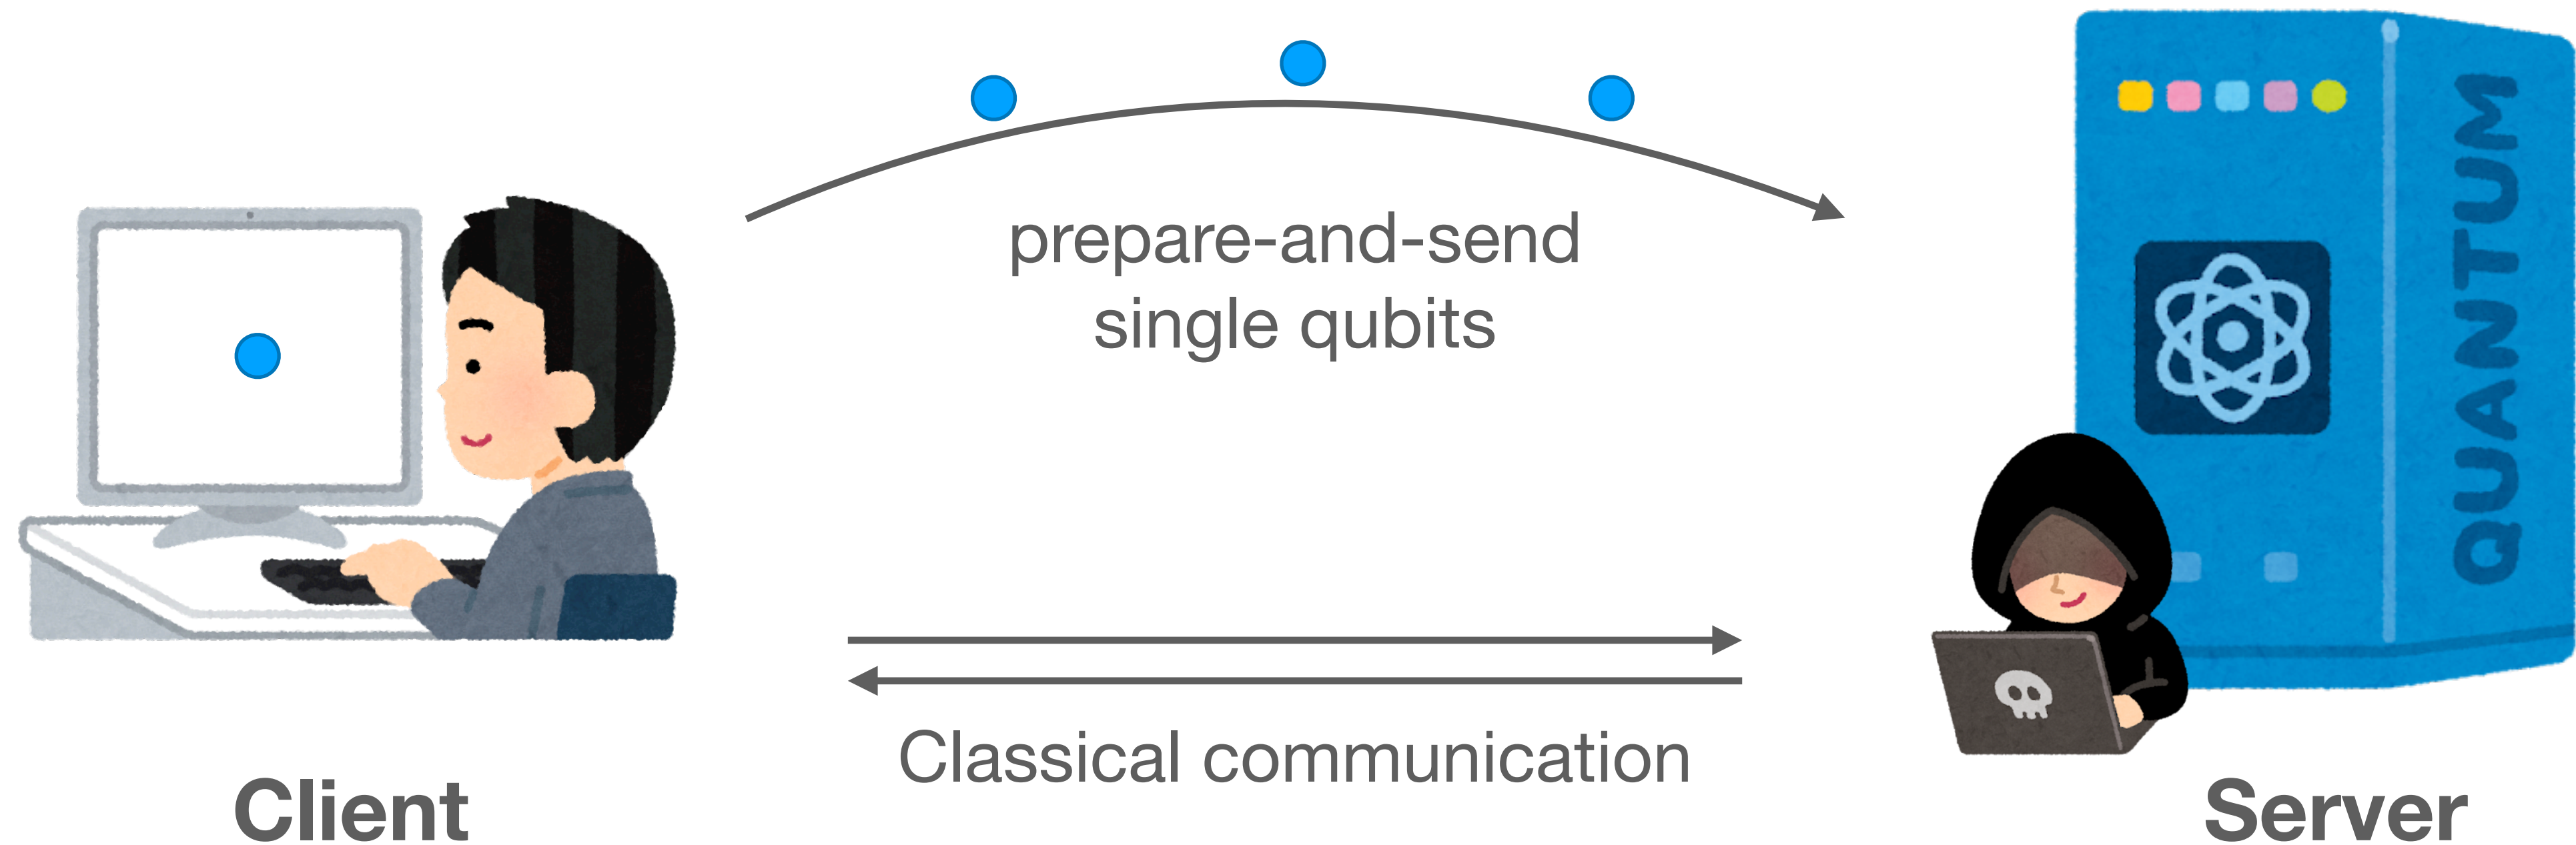 prepare-and-send
single qubits
QUANTUM
Classical communication
Client
Server